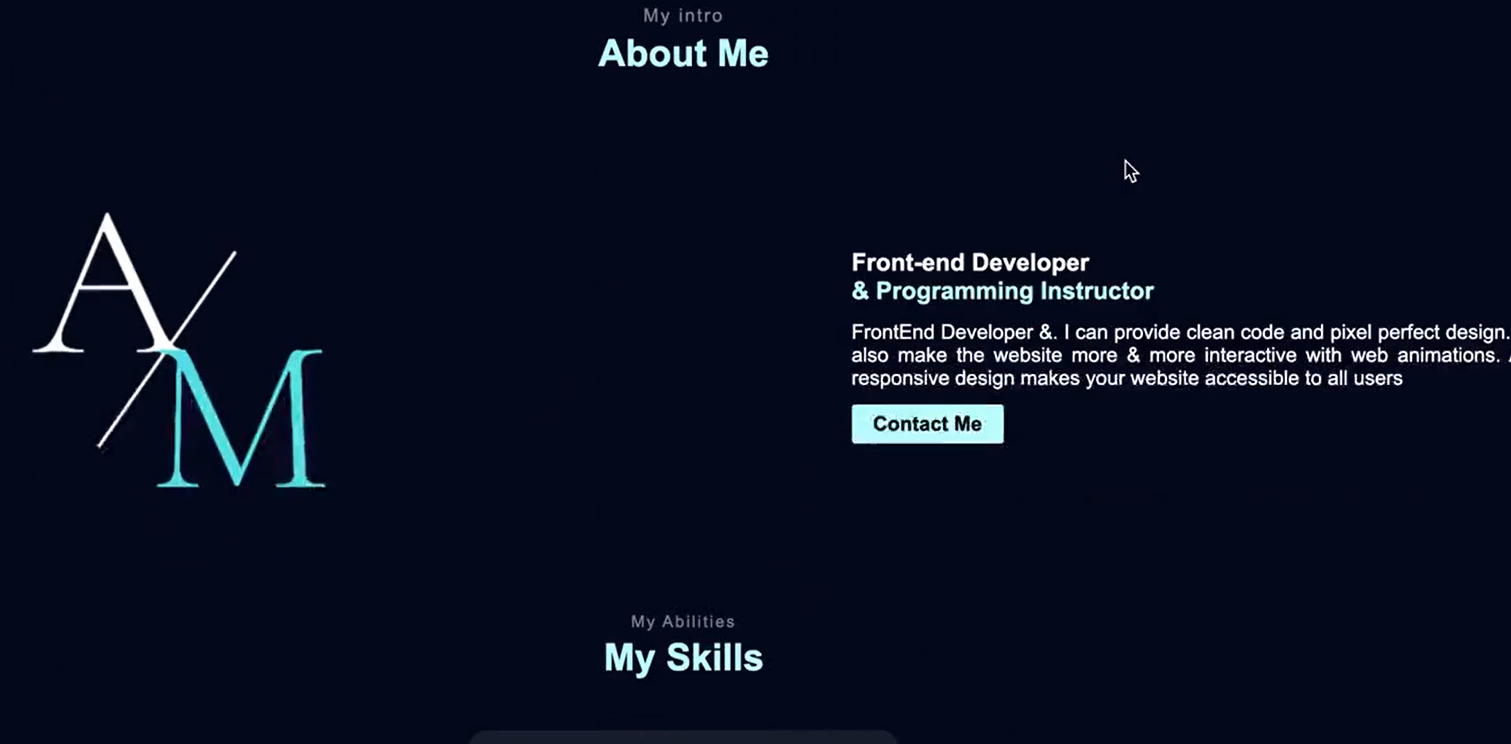 My intro
About Me
A
M
Front-end Developer
& Programming Instructor
FrontEnd Developer &. I can provide clean code and pixel perfect design.
also make the website more & more interactive with web animations.
responsive design makes your website accessible to all users
Contact Me
My Abilities
My Skills